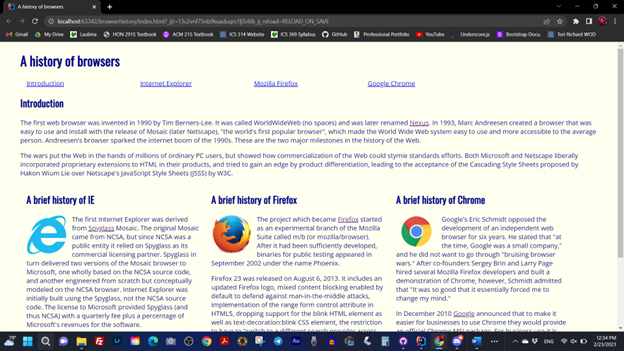 A history of browsers
localhost:63342/browserhistory/index.html?_ijt=13c2vnf75nb9kuaduqrs1fj5r8&_ij_reload=RELOAD_ON_SAVE
Gmail My Drive Laulima HON 291S Textbook ACM 215 Textbook ICS 314 Website ICS 369 Syllabus GitHub Professional Portfolio YouTube Underscore.js Bootstrap Docu. Tori Richard WOD
A history of browsers
Introduction Internet Explorer Mozilla Firefox Google Chrome
Introduction
The first web browser was invented in 1990 by Tim Berners-Lee. It was called WorldWideWeb (no spaces) and was later renamed Nexus. In 1993, Marc Andreesen created a browser that was
easy to use and install with the release of Mosaic (later Netscape), "the world's first popular browser", which made the World Wide Web system easy to use and more accessible to the average
person. Andreesen's browser sparked the internet boom of the 1990s. These are the two major milestones in the history of the Web.
The wars put the Web in the hands of millions of ordinary PC users, but showed how commercialization of the Web could stymie standards efforts. Both Microsoft and Netscape liberally
incorporated proprietary extensions to HTML in their products, and tried to gain an edge by product differentiation, leading to the acceptance of the Cascading Style Sheets proposed by
Hakon Wium Lie over Netscape's JavaScript Style Sheets (JSSS) by W3C.
A brief history of IE
The first Internet Explorer was derived
from Spyglass Mosaic. The original Mosaic
came from NCSA, but since NCSA was a
public entity it relied on Spyglass as its
commercial licensing partner. Spyglass in
turn delivered two versions of the Mosaic browser to
Microsoft, one wholly based on the NCSA source code,
and another engineered from scratch but conceptually
modeled on the NCSA browser. Internet Explorer was
initially built using the Spyglass, not the NCSA source
code. The license to Microsoft provided Spyglass (and
thus NCSA) with a quarterly fee plus a percentage of
Microsoft's revenues for the software.
A brief history of Firefox
The project which became Firefox started
as an experimental branch of the Mozilla
Suite called m/b (or mozilla/browser).
After it had been sufficiently developed,
binaries for public testing appeared in
September 2002 under the name Phoenix.
Firefox 23 was released on August 6, 2013. It includes an
updated Firefox logo, mixed content blocking enabled by
default to defend against man-in-the-middle attacks,
implementation of the range form control attribute in
HTML5, dropping support for the blink HTML element as
well as text-decoration:blink CSS element, the restriction
to have to "switch to a different search provider across
A brief history of Chrome
Google's Eric Schmidt opposed the
development of an independent web
browser for six years. He stated that "at
the time, Google was a small company,"
and he did not want to go through "bruising browser
wars." After co-founders Sergey Brin and Larry Page
hired several Mozilla Firefox developers and built a
demonstration of Chrome, however, Schmidt admitted
that "It was so good that it essentially forced me to
change my mind."
In December 2010 Google announced that to make it
easier for businesses to use Chrome they would provide
an official Chrome MSI package. For business use it is
ENG
12:34 PM
2/23/2023